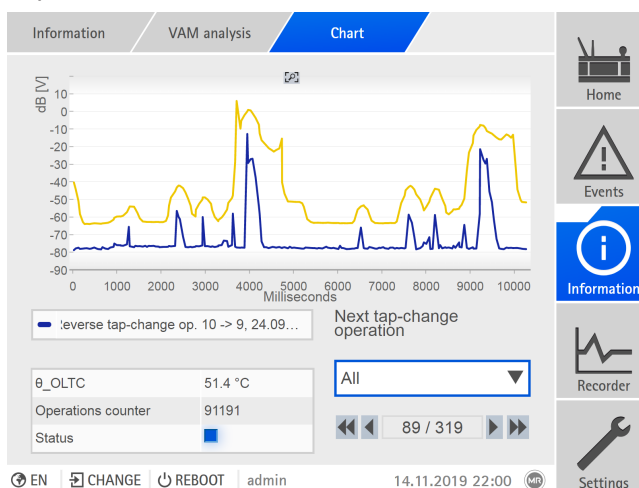 Information
VAM analysis
Chart
dB [V]
10
0
-10
-20
-30
-40
-50
-60
-70
-80
-90
0 1000 2000 3000 4000 5000 6000 7000 8000 9000 10000
Milliseconds
everse tap-change op. 10 -> 9, 24.09...
Next tap-change
operation
All
θ_OLTC 51.4 °C
Operations counter 91191
Status
89 / 319
EN CHANGE REBOOT admin 14.11.2019 22:00 MR
Home
Events
Information
Recorder
Settings